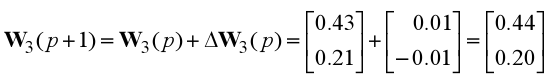 W₃(p+1) = W₃(p) + ΔW₃(p) = [0.43 0.21] + [0.01 −0.01] = [0.44 0.20]